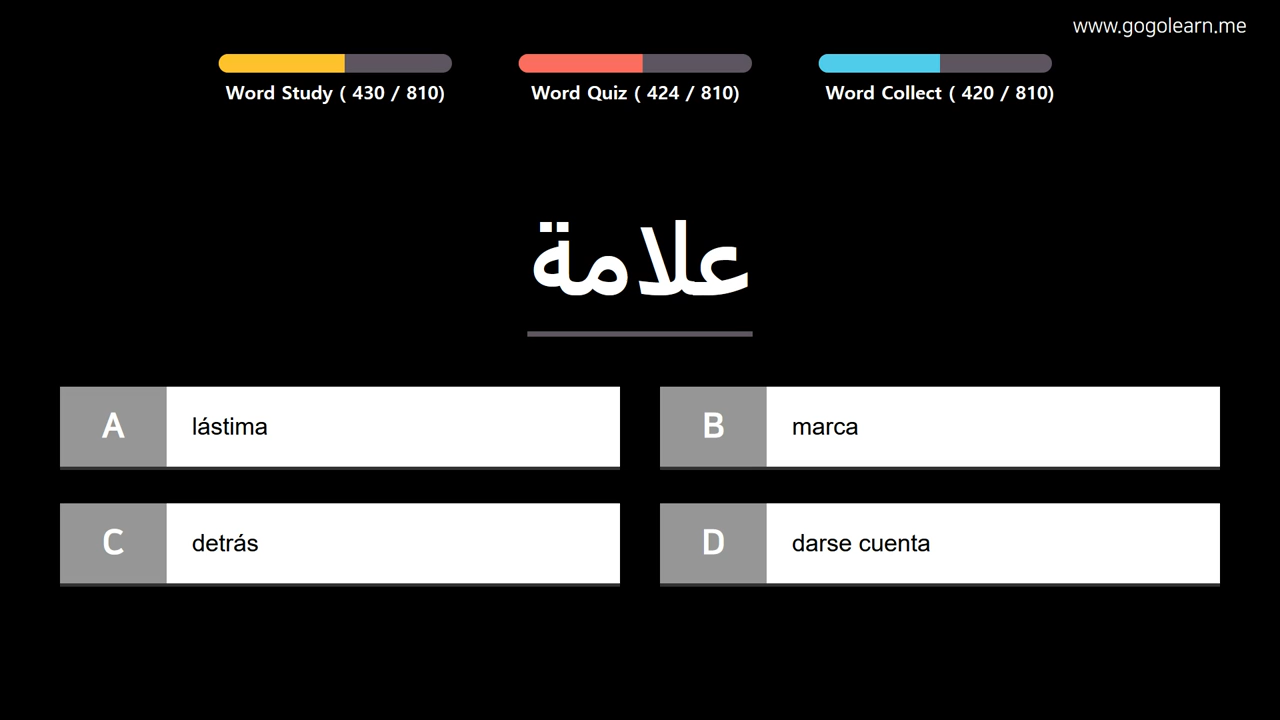 www.gogolearn.me
Word Study ( 430 / 810)
Word Quiz ( 424 / 810)
Word Collect ( 420 / 810)
علامة
A lástima
B marca
C detrás
D darse cuenta